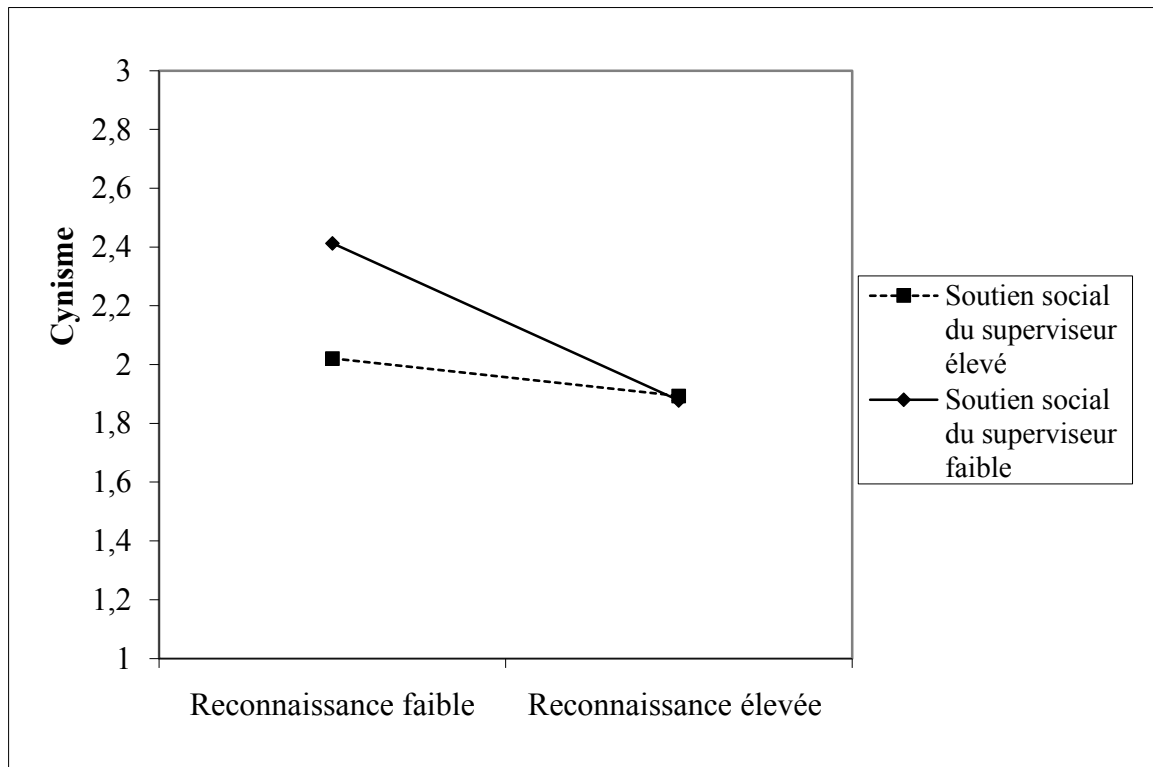 3
2,8
2,6
2,4
2,2
2
1,8
1,6
1,4
1,2
1
Cynisme
Reconnaissance faible
Reconnaissance élevée
Soutien social
du superviseur
élevé
Soutien social
du superviseur
faible